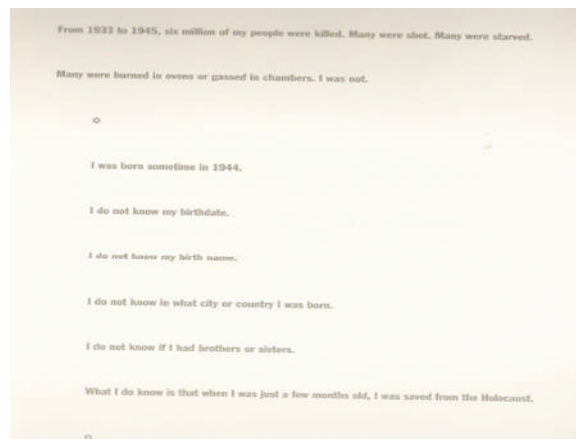 From 1933 to 1945, six million of my people were killed. Many were shot. Many were starved.
Many were burned in ovens or gassed in chambers. I was not.
I was born sometime in 1944.
I do not know my birthdate.
I do not know my birth name.
I do not know in what city or country I was born.
I do not know if I had brothers or sisters.
What I do know is that when I was just a few months old, I was saved from the Holocaust.